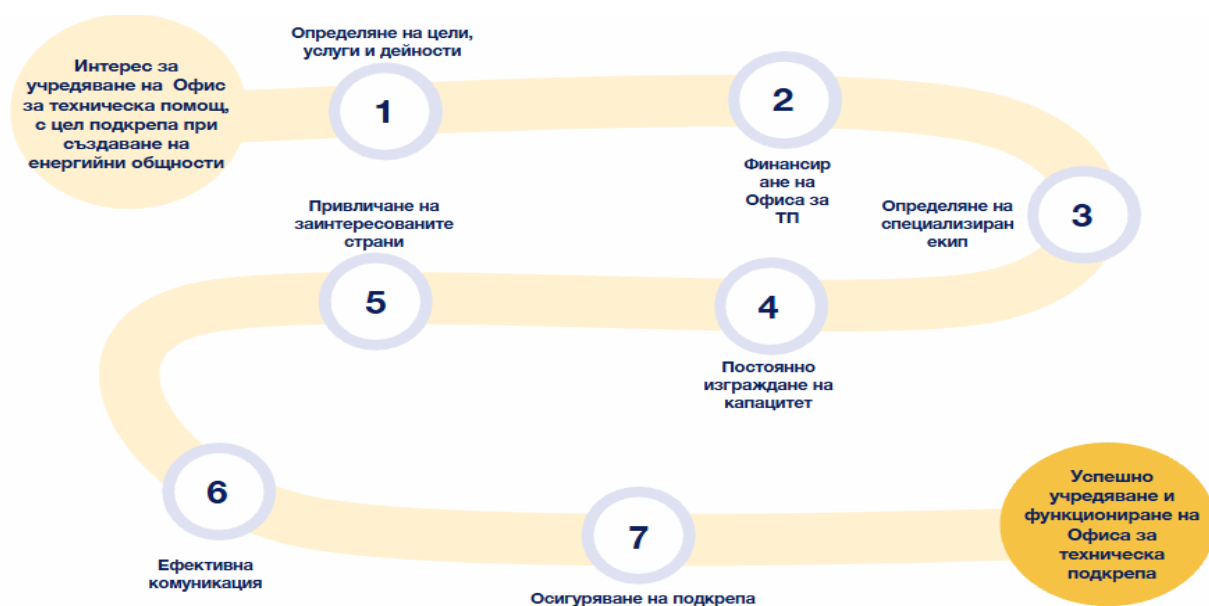 Интерес за
учредяване на Офис
за техническа помощ,
с цел подкрепа при
създаване на
енергийни общности
Определяне на цели,
услуги и дейности
1
2
Финансир
ане на
Офиса за
ТП
Определяне на
специализиран
екип
3
4
Постоянно
изграждане на
капацитет
Привличане на
заинтересованите
страни
5
6
Ефективна
комуникация
7
Осигуряване на подкрепа
Успешно
учредяване и
функциониране на
Офиса за
техническа
подкрепа